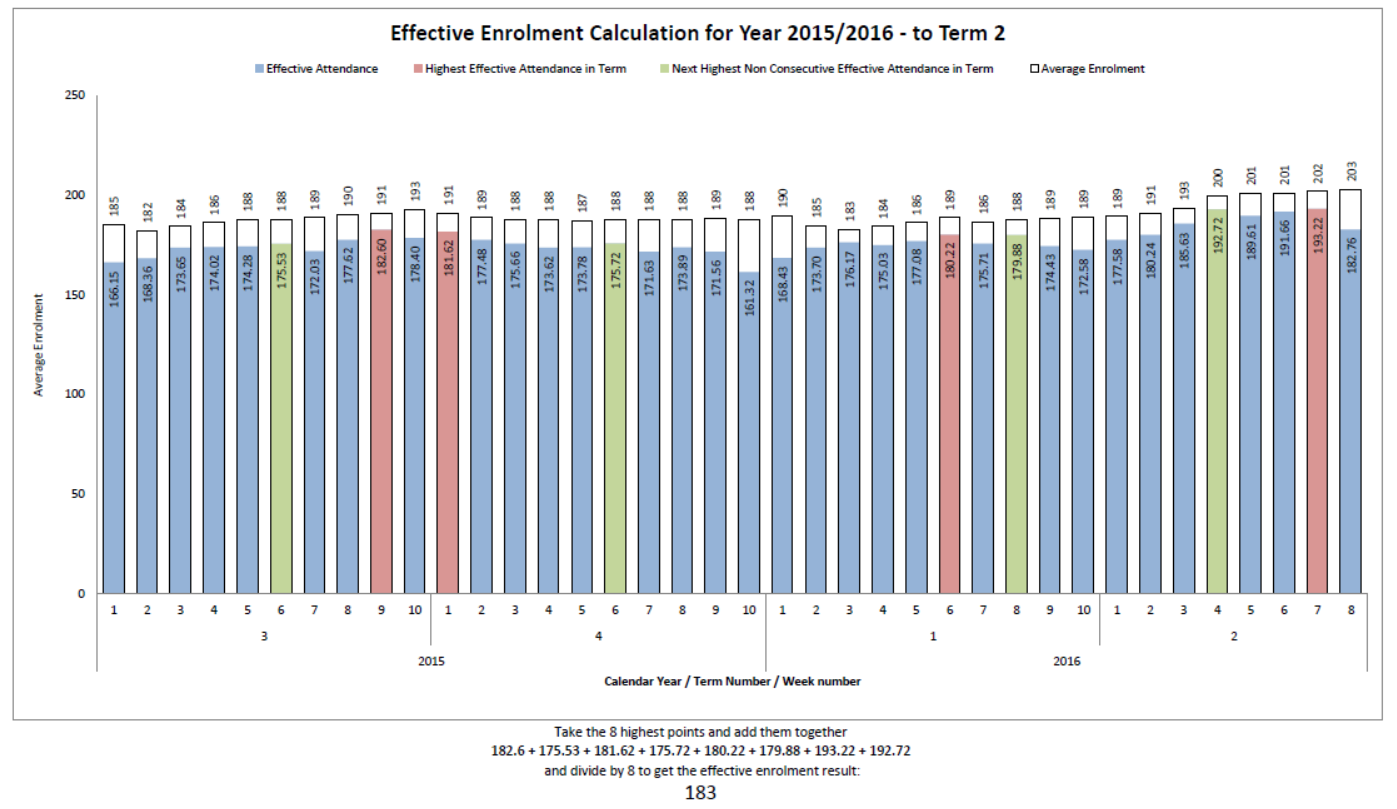 Effective Enrolment Calculation for Year 2015/2016 - to Term 2
Effective Attendance Highest Effective Attendance in Term Next Highest Non Consecutive Effective Attendance in Term Average Enrolment
250
200
150
100
50
0
Average Enrolment
185 182 184 186 188 188 189 190 191 193 191 189 188 188 187 188 188 188 189 188 190 185 183 184 186 189 186 188 189 189 189 191 193 200 201 201 202 203
166.15 168.36 173.65 174.02 174.28 175.53 172.03 177.62 182.60 178.40 181.62 177.48 175.66 173.62 173.78 175.72 171.63 173.89 171.56 161.32 168.43 173.70 176.17 175.03 177.08 180.22 175.71 179.88 174.43 172.58 177.58 180.24 185.63 192.72 189.61 191.66 193.22 182.76
1 2 3 4 5 6 7 8 9 10 1 2 3 4 5 6 7 8 9 10 1 2 3 4 5 6 7 8 9 10 1 2 3 4 5 6 7 8
3 4 1 2
2015 2016
Calendar Year / Term Number / Week number
Take the 8 highest points and add them together
182.6 + 175.53 + 181.62 + 175.72 + 180.22 + 179.88 + 193.22 + 192.72
and divide by 8 to get the effective enrolment result:
183